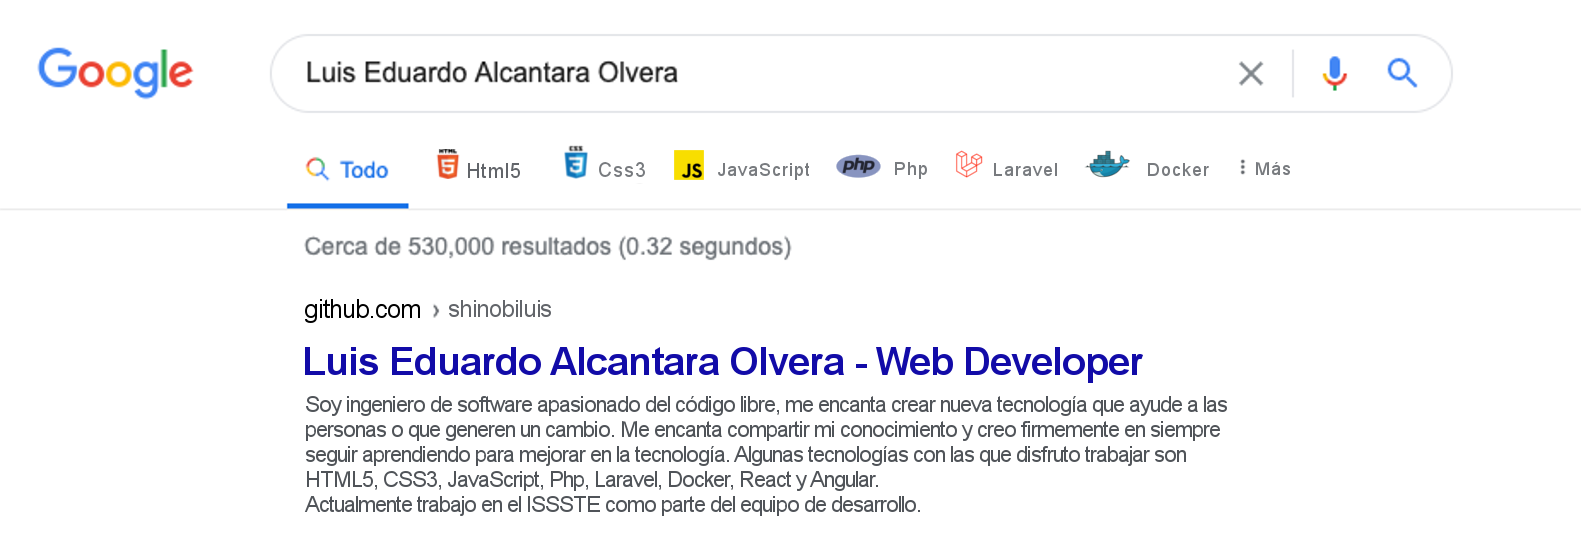 Google
Luis Eduardo Alcantara Olvera
Todo HTML 5 Html5 CSS 3 Css3 JS JavaScript php Php Laravel Docker Más
Cerca de 530,000 resultados (0.32 segundos)
github.com › shinobiluis
Luis Eduardo Alcantara Olvera - Web Developer
Soy ingeniero de software apasionado del código libre, me encanta crear nueva tecnología que ayude a las
personas o que generen un cambio. Me encanta compartir mi conocimiento y creo firmemente en siempre
seguir aprendiendo para mejorar en la tecnología. Algunas tecnologías con las que disfruto trabajar son
HTML5, CSS3, JavaScript, Php, Laravel, Docker, React y Angular.
Actualmente trabajo en el ISSSTE como parte del equipo de desarrollo.